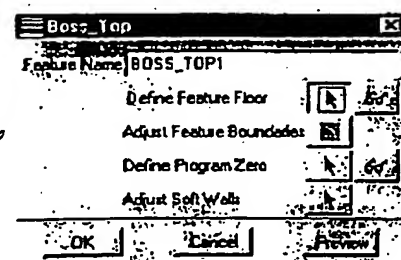 Boss_Top
Feature Name BOSS_TOP1
Define Feature Floor
Adjust Feature Boundaries
Define Program Zero
Adjust Soft Walls
OK Cancel Preview